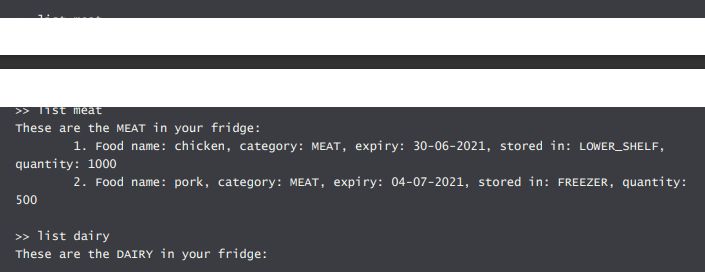 >> list meat
These are the MEAT in your fridge:
1. Food name: chicken, category: MEAT, expiry: 30-06-2021, stored in: LOWER_SHELF,
quantity: 1000
2. Food name: pork, category: MEAT, expiry: 04-07-2021, stored in: FREEZER, quantity:
500
>> list dairy
These are the DAIRY in your fridge: